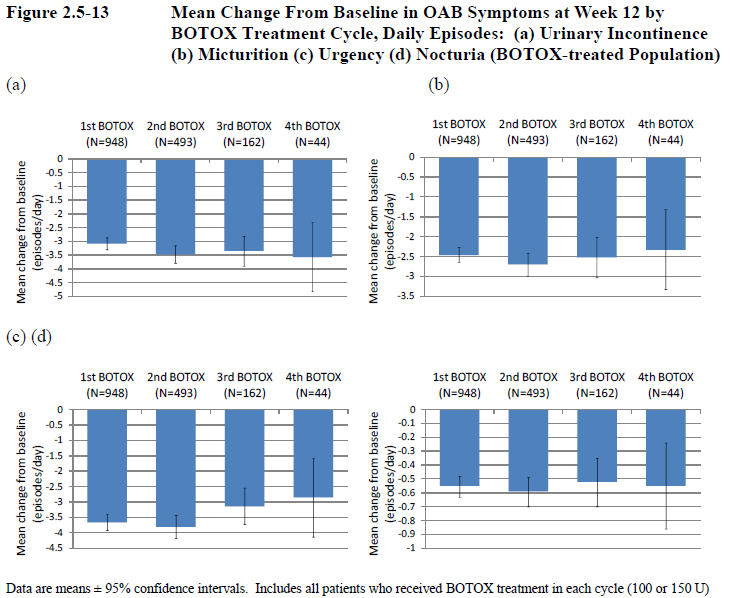 Figure 2.5-13 Mean Change From Baseline in OAB Symptoms at Week 12 by
BOTOX Treatment Cycle, Daily Episodes: (a) Urinary Incontinence
(b) Micturition (c) Urgency (d) Nocturia (BOTOX-treated Population)
(a) (b)
1st BOTOX 2nd BOTOX 3rd BOTOX 4th BOTOX
(N=948) (N=493) (N=162) (N=44)
0
-0.5
-1
-1.5
-2
-2.5
-3
-3.5
-4
-4.5
-5
Mean change from baseline
(episodes/day)
1st BOTOX 2nd BOTOX 3rd BOTOX 4th BOTOX
(N=948) (N=493) (N=162) (N=44)
0
-0.5
-1
-1.5
-2
-2.5
-3
-3.5
Mean change from baseline
(episodes/day)
(c) (d)
1st BOTOX 2nd BOTOX 3rd BOTOX 4th BOTOX
(N=948) (N=493) (N=162) (N=44)
0
-0.5
-1
-1.5
-2
-2.5
-3
-3.5
-4
-4.5
Mean change from baseline
(episodes/day)
1st BOTOX 2nd BOTOX 3rd BOTOX 4th BOTOX
(N=948) (N=493) (N=162) (N=44)
0
-0.1
-0.2
-0.3
-0.4
-0.5
-0.6
-0.7
-0.8
-0.9
-1
Mean change from baseline
(episodes/day)
Data are means ± 95% confidence intervals. Includes all patients who received BOTOX treatment in each cycle (100 or 150 U)